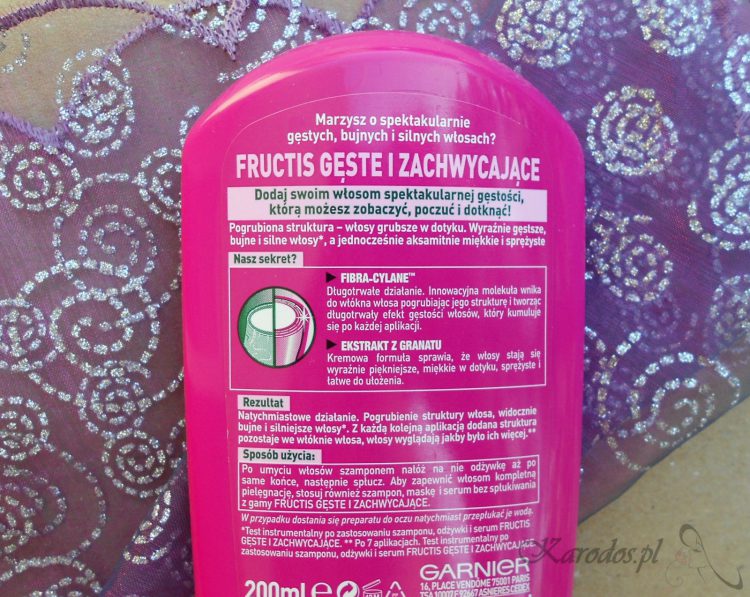 Marzysz o spektakularnie
gęstych, bujnych i silnych włosach?
FRUCTIS GĘSTE I ZACHWYCAJĄCE
Dodaj swoim włosom spektakularnej gęstości,
którą możesz zobaczyć, poczuć i dotknąć!
Pogrubiona struktura – włosy grubsze w dotyku. Wyraźnie gęstsze,
bujne i silne włosy*, a jednocześnie aksamitnie miękkie i sprężyste
Nasz sekret?
► FIBRA-CYLANE™
Długotrwałe działanie. Innowacyjna molekuła wnika
do włókna włosa pogrubiając jego strukturę i tworząc
długotrwały efekt gęstości włosów, który kumuluje
się po każdej aplikacji.
► EKSTRAKT Z GRANATU
Kremowa formuła sprawia, że włosy stają się
wyraźnie piękniejsze, miękkie w dotyku, sprężyste i
łatwe do ułożenia.
Rezultat
Natychmiastowe działanie. Pogrubienie struktury włosa, widocznie
bujne i silniejsze włosy*. Z każdą kolejną aplikacją dodana struktura
pozostaje we włóknie włosa, włosy wyglądają jakby było ich więcej.**
Sposób użycia:
Po umyciu włosów szamponem nałóż na nie odżywkę aż po
same końce, następnie spłucz. Aby zapewnić włosom kompletną
pielęgnację, stosuj również szampon, maskę i serum bez spłukiwania
z gamy FRUCTIS GĘSTE I ZACHWYCAJĄCE.
W przypadku dostania się preparatu do oczu natychmiast przepłukać je wodą.
*Test instrumentalny po zastosowaniu szamponu, odżywki i serum FRUCTIS
GĘSTE I ZACHWYCAJĄCE. ** Po 7 aplikacjach. Test instrumentalny po
zastosowaniu szamponu, odżywki i serum FRUCTIS GĘSTE I ZACHWYCAJĄCE.
Karodos.pl
200ml e
GARNIER
16, PLACE VENDÔME 75001 PARIS
TSA 10007 F 92667 ASNIERES CEDEX